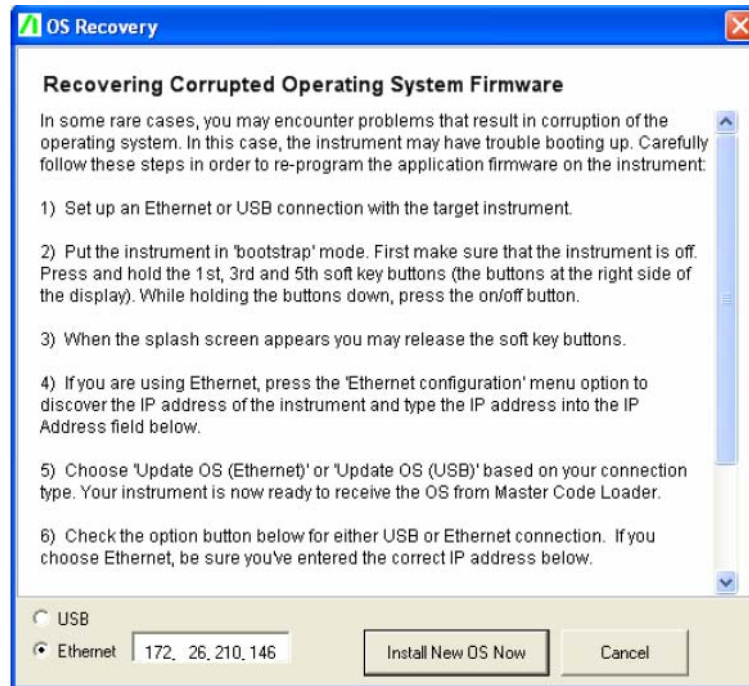 OS Recovery
Recovering Corrupted Operating System Firmware
In some rare cases, you may encounter problems that result in corruption of the
operating system. In this case, the instrument may have trouble booting up. Carefully
follow these steps in order to re-program the application firmware on the instrument:
1) Set up an Ethernet or USB connection with the target instrument.
2) Put the instrument in 'bootstrap' mode. First make sure that the instrument is off.
Press and hold the 1st, 3rd and 5th soft key buttons (the buttons at the right side of
the display). While holding the buttons down, press the on/off button.
3) When the splash screen appears you may release the soft key buttons.
4) If you are using Ethernet, press the 'Ethernet configuration' menu option to
discover the IP address of the instrument and type the IP address into the IP
Address field below.
5) Choose 'Update OS (Ethernet)' or 'Update OS (USB)' based on your connection
type. Your instrument is now ready to receive the OS from Master Code Loader.
6) Check the option button below for either USB or Ethernet connection. If you
choose Ethernet, be sure you've entered the correct IP address below.
USB
Ethernet 172. 26.210.146 Install New OS Now Cancel